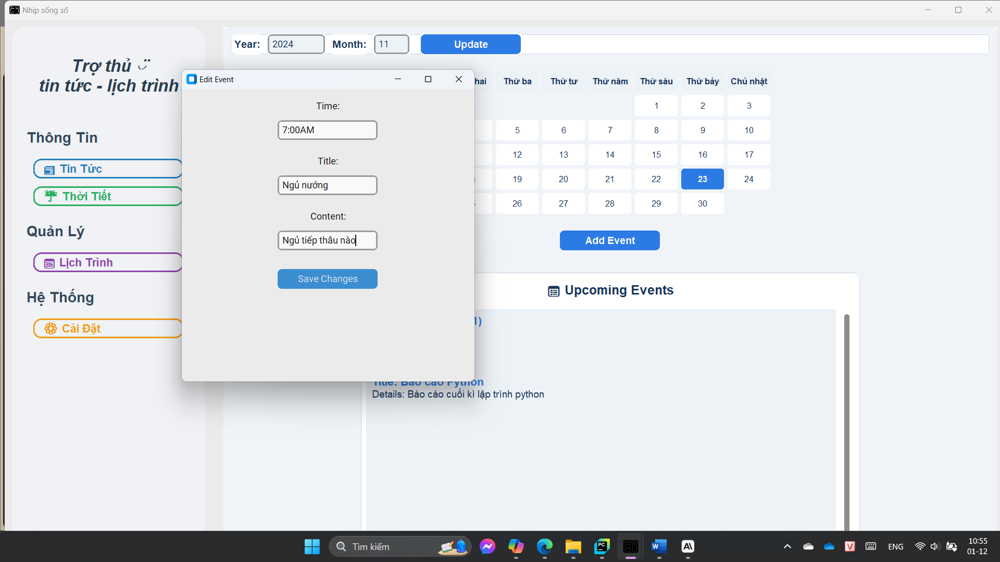 Nhịp sống số
Trợ thủ
tin tức - lịch trình
Thông Tin
Tin Tức
Thời Tiết
Quản Lý
Lịch Trình
Hệ Thống
Cài Đặt
Year: 2024 Month: 11 Update
hai Thứ ba Thứ tư Thứ năm Thứ sáu Thứ bảy Chủ nhật
1 2 3
5 6 7 8 9 10
12 13 14 15 16 17
19 20 21 22 23 24
26 27 28 29 30
Add Event
Edit Event
Time:
7:00AM
Title:
Ngủ nướng
Content:
Ngủ tiếp thâu nào
Save Changes
Upcoming Events
1)
Title: Báo cáo Python
Details: Báo cáo cuối kì lập trình python
Tìm kiếm
PC
W
V
ENG
10:55
01-12